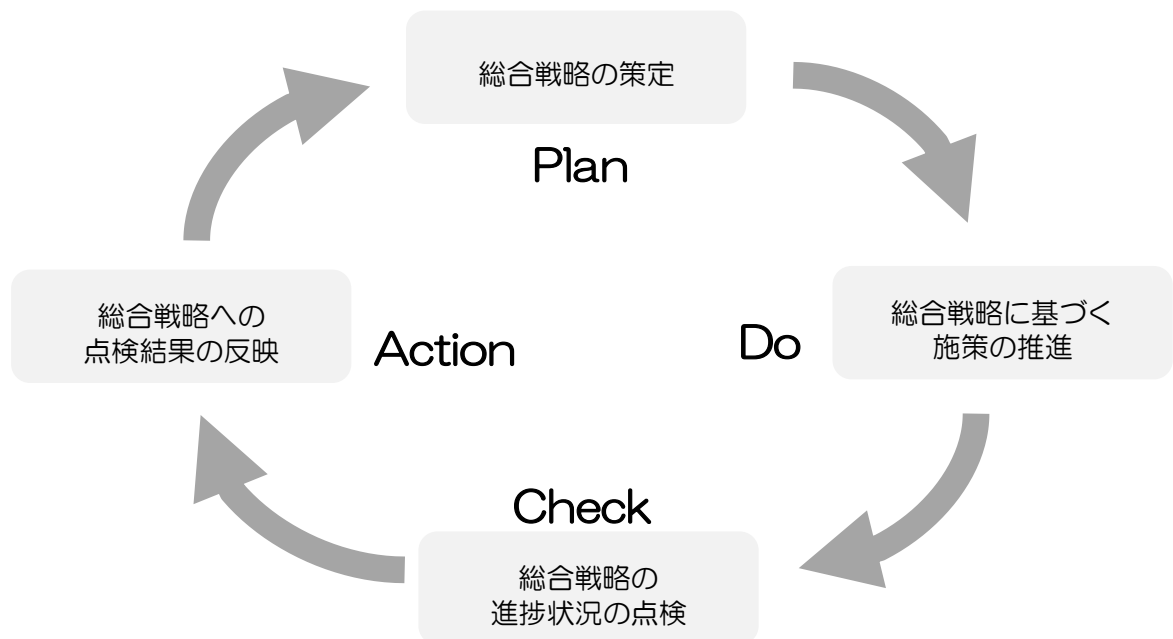 総合戦略の策定
Plan
総合戦略に基づく
施策の推進
Do
Check
総合戦略の
進捗状況の点検
総合戦略への
点検結果の反映
Action